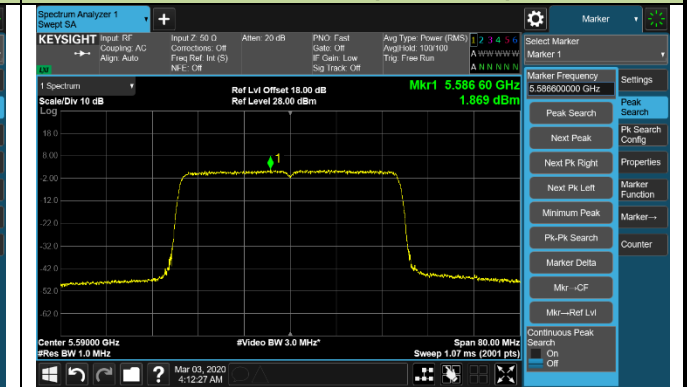 Spectrum Analyzer 1
Swept SA
KEYSIGHT
Input: RF
Coupling: AC
Align: Auto
Input Z: 50 Ω
Corrections: Off
Freq Ref: Int (S)
NFE: Off
Atten: 20 dB
PNO: Fast
Gate: Off
IF Gain: Low
Sig Track: Off
Avg Type: Power (RMS)
Avg|Hold: 100/100
Trig: Free Run
1 2 3 4 5 6
A W W W W W
A N N N N N
1 Spectrum
Scale/Div 10 dB
Log
Ref Lvl Offset 18.00 dB
Ref Level 28.00 dBm
Mkr1 5.586 60 GHz
1.869 dBm
18.0
8.00
-2.00
-12.0
-22.0
-32.0
-42.0
-52.0
-62.0
1
Center 5.59000 GHz
#Res BW 1.0 MHz
#Video BW 3.0 MHz*
Span 80.00 MHz
Sweep 1.07 ms (2001 pts)
Mar 03, 2020
4:12:27 AM
Marker
Select Marker
Marker 1
Marker Frequency
5.586600000 GHz
Peak Search
Next Peak
Next Pk Right
Next Pk Left
Minimum Peak
Pk-Pk Search
Marker Delta
Mkr→CF
Mkr→Ref Lvl
Continuous Peak
Search
On
Off
Settings
Peak
Search
Pk Search
Config
Properties
Marker
Function
Marker→
Counter